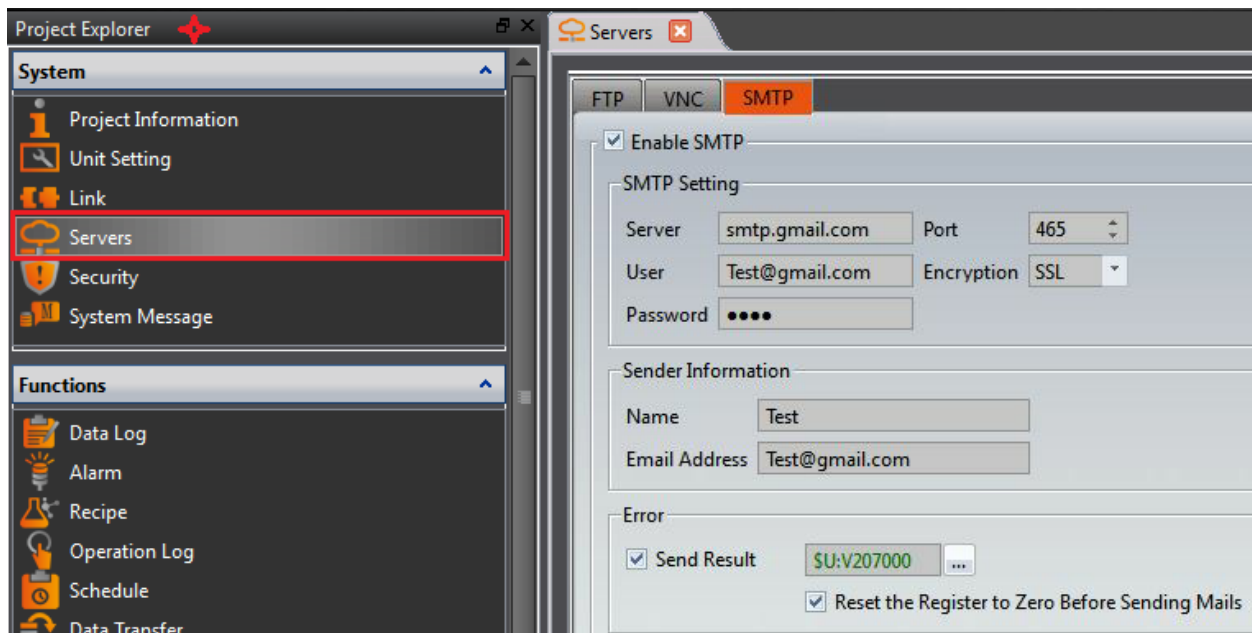 Project Explorer
System
Project Information
Unit Setting
Link
Servers
Security
System Message
Functions
Data Log
Alarm
Recipe
Operation Log
Schedule
Data Transfer
Servers
FTP VNC SMTP
Enable SMTP
SMTP Setting
Server smtp.gmail.com Port 465
User Test@gmail.com Encryption SSL
Password ••••
Sender Information
Name Test
Email Address Test@gmail.com
Error
Send Result $U:V207000 ...
Reset the Register to Zero Before Sending Mails